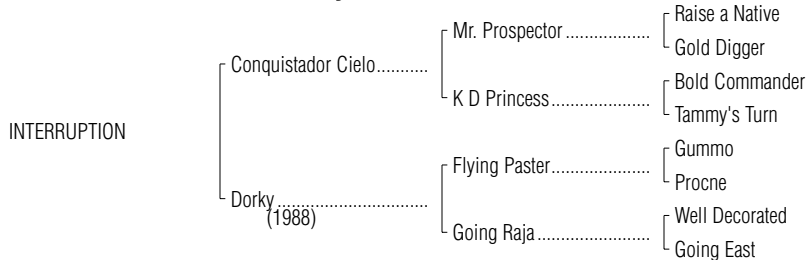 Raise a Native
Mr. Prospector...................
Gold Digger
Conquistador Cielo...........
Bold Commander
K D Princess......................
Tammy's Turn
INTERRUPTION
Gummo
Flying Paster......................
Procne
Dorky..................................
(1988)
Well Decorated
Going Raja.........................
Going East